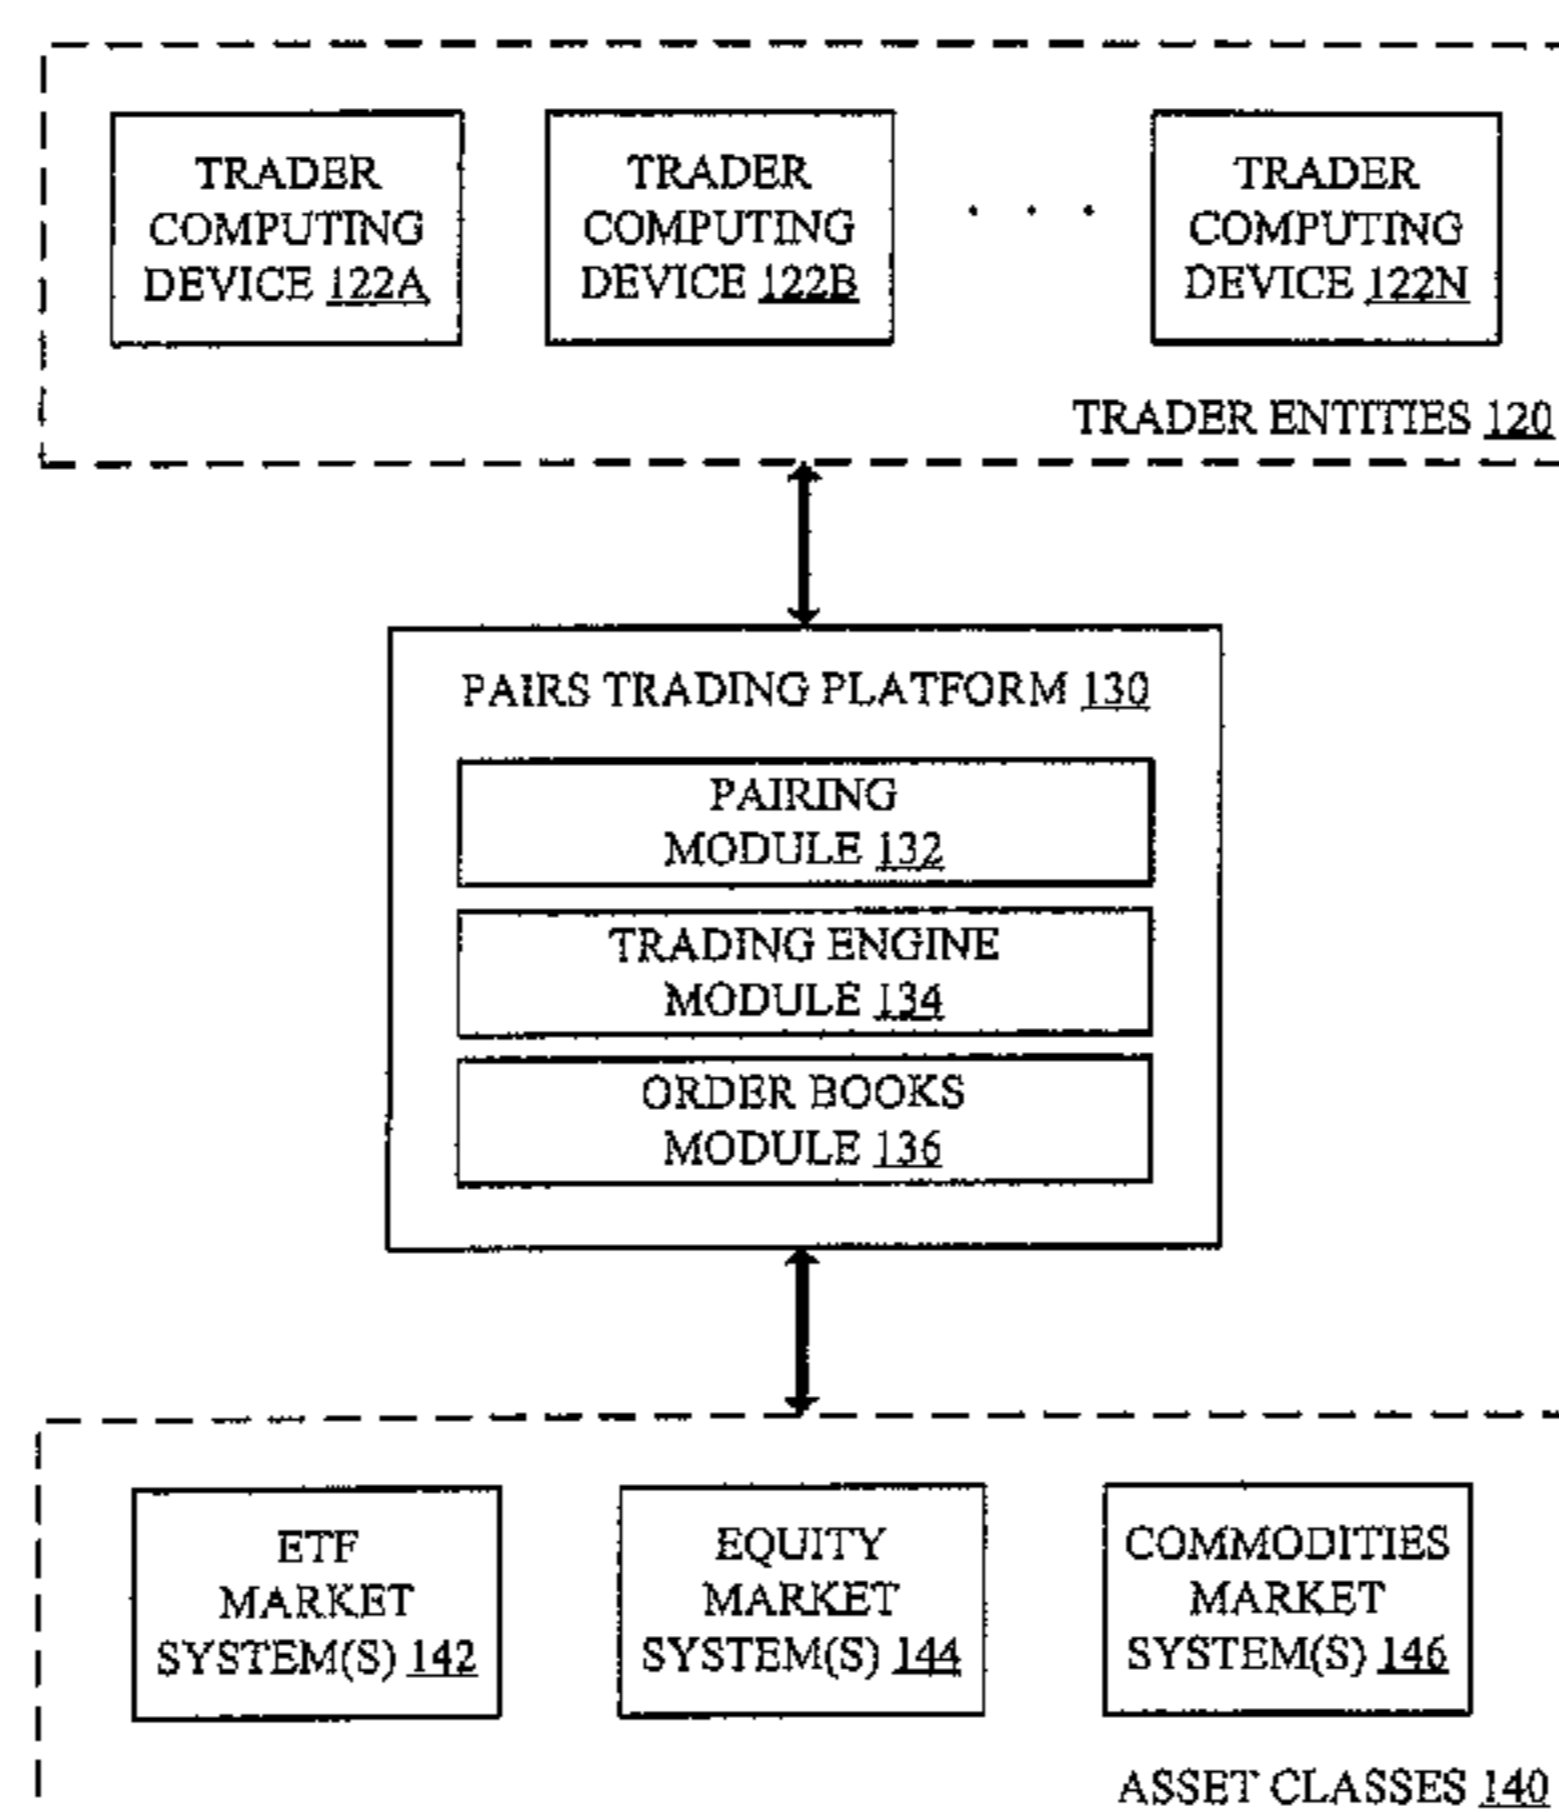 TRADER
COMPUTING
DEVICE 122A
TRADER
COMPUTING
DEVICE 122B
. . .
TRADER
COMPUTING
DEVICE 122N
TRADER ENTITIES 120
PAIRS TRADING PLATFORM 130
PAIRING
MODULE 132
TRADING ENGINE
MODULE 134
ORDER BOOKS
MODULE 136
ETF
MARKET
SYSTEM(S) 142
EQUITY
MARKET
SYSTEM(S) 144
COMMODITIES
MARKET
SYSTEM(S) 146
ASSET CLASSES 140